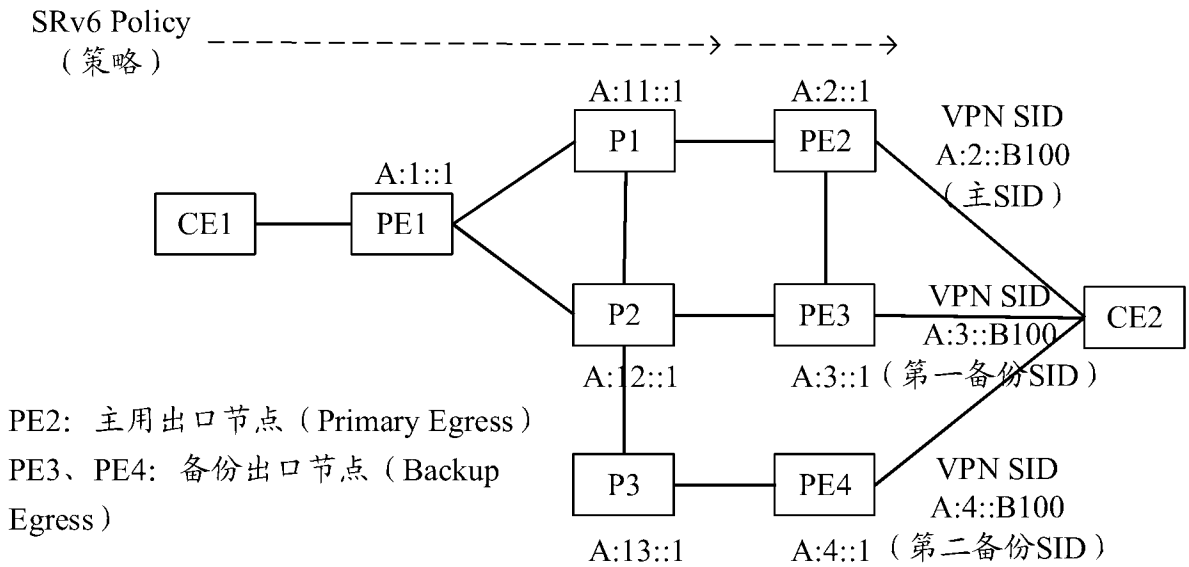 SRv6 Policy
（策略）
A:11::1
A:2::1
P1
PE2
VPN SID
A:2::B100
（主SID）
A:1::1
CE1
PE1
P2
PE3
VPN SID
A:3::B100
CE2
A:12::1
A:3::1
（第一备份SID）
PE2：主用出口节点（Primary Egress）
PE3、PE4：备份出口节点（Backup
Egress）
P3
PE4
VPN SID
A:4::B100
A:13::1
A:4::1
（第二备份SID）